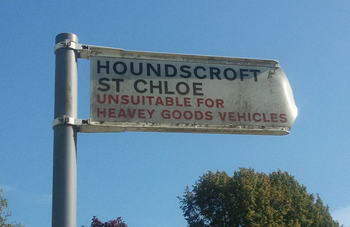 HOUNDSCROFT
ST CHLOE
UNSUITABLE FOR
HEAVEY GOODS VEHICLES